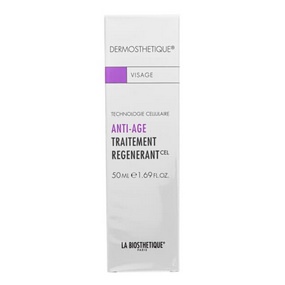 DERMOSTHETIQUE®
VISAGE
TECHNOLOGIE CELLULAIRE
ANTI-AGE
TRAITEMENT
REGENERANT CEL
50 ML ℮ 1.69 FL. OZ.
LA BIOSTHETIQUE®
PARIS